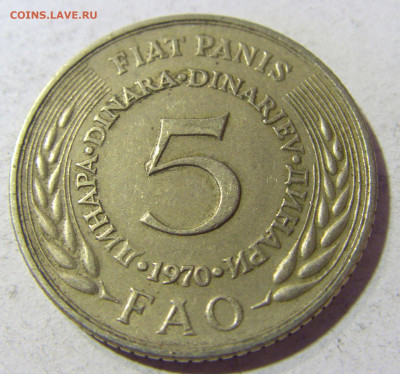 COINS.LAVE.RU
FIAT PANIS
ДИНАРА • DINARA • DINARJEV • ДИНАРИ
5
• 1970 •
FAO